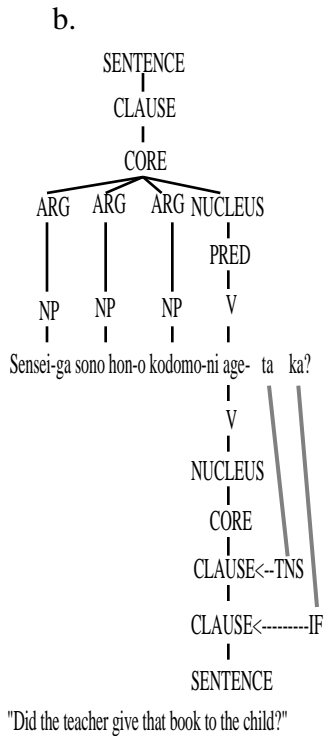 b.
SENTENCE
CLAUSE
CORE
ARG ARG ARG NUCLEUS
PRED
NP NP NP V
Sensei-ga sono hon-o kodomo-ni age- ta ka?
V
NUCLEUS
CORE
CLAUSE<--TNS
CLAUSE<---------IF
SENTENCE
"Did the teacher give that book to the child?"